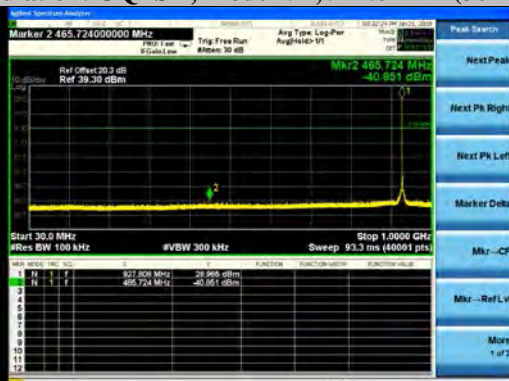 Agilent Spectrum Analyzer
Marker 2 465.724000000 MHz
PNO: Fast
IFGain:Low
Trig: Free Run
#Atten: 30 dB
Avg Type: Log-Pwr
Avg|Hold>1/1
Peak Search
Next Peak
Ref Offset 20.3 dB
Ref 39.30 dBm
Mkr2 465.724 MHz
-40.851 dBm
Log
1
2
Next Pk Right
Next Pk Left
Marker Delta
Mkr→CF
Mkr→RefLvl
More
1 of 2
Start 30.0 MHz
#Res BW 100 kHz
#VBW 300 kHz
Stop 1.0000 GHz
Sweep 93.3 ms (40001 pts)
MKR MODE TRC SCL X Y FUNCTION FUNCTION WIDTH FUNCTION VALUE
1 N 1 f 927.808 MHz 28.965 dBm
2 N 1 f 465.724 MHz -40.851 dBm
3
4
5
6
7
8
9
10
11
12